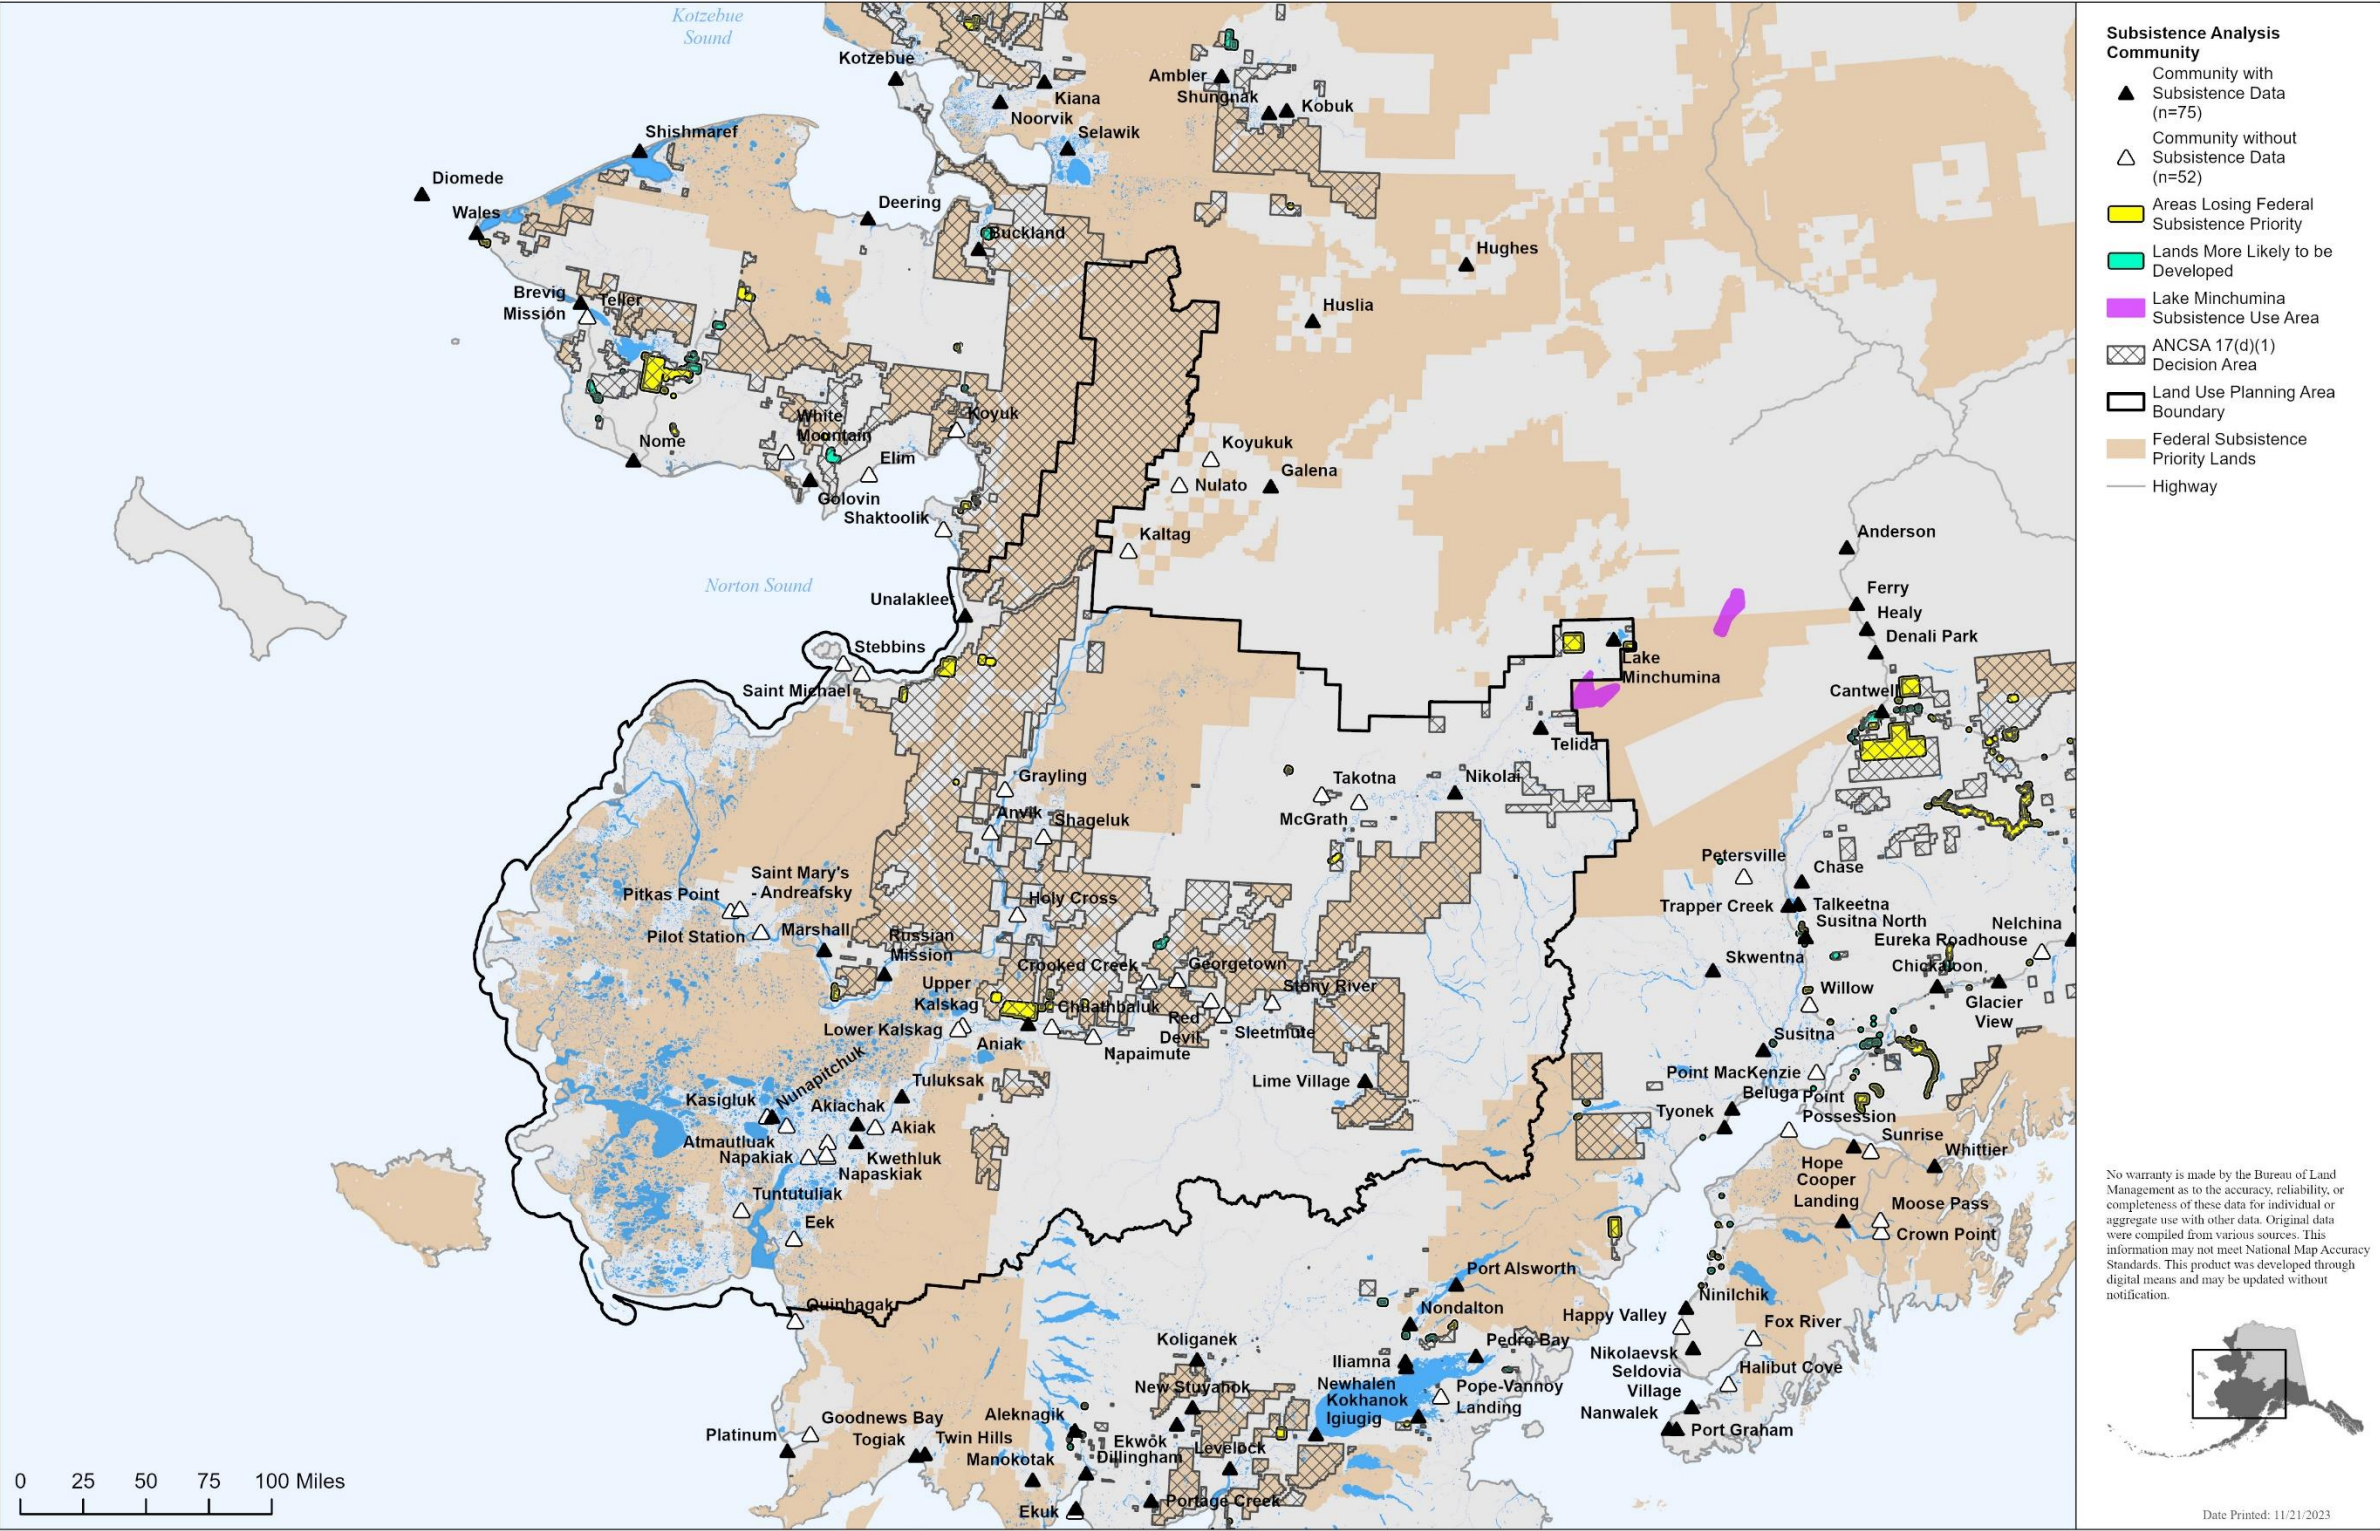 Kotzebue
Sound
Kotzebue
Kiana
Noorvik
Selawik
Ambler
Shungnak
Kobuk
Shishmaref
Diomede
Wales
Deering
Buckland
Hughes
Huslia
Brevig
Mission
Teller
White
Mountain
Koyuk
Nome
Elim
Golovin
Shaktoolik
Koyukuk
Galena
Nulato
Kaltag
Norton Sound
Unalakleet
Stebbins
Saint Michael
Anderson
Ferry
Healy
Denali Park
Lake
Minchumina
Cantwell
Telida
Grayling
Takotna
Nikolai
Anvik
Shageluk
McGrath
Petersville
Chase
Saint Mary's
- Andreafsky
Pitkas Point
Holy Cross
Trapper Creek
Talkeetna
Susitna North
Nelchina
Pilot Station
Marshall
Russian
Mission
Eureka Roadhouse
Skwentna
Chickaloon
Crooked Creek
Georgetown
Upper
Kalskag
Stony River
Willow
Glacier
View
Chuathbaluk
Red
Devil
Lower Kalskag
Sleetmute
Aniak
Napaimute
Susitna
Nunapitchuk
Tuluksak
Lime Village
Point MacKenzie
Kasigluk
Akiachak
Beluga
Point
Possession
Tyonek
Akiak
Atmautluak
Napakiak
Kwethluk
Napaskiak
Sunrise
Whittier
Hope
Cooper
Landing
Tuntutuliak
Moose Pass
Eek
Crown Point
Port Alsworth
Quinhagak
Nondalton
Ninilchik
Happy Valley
Fox River
Koliganek
Pedro Bay
Iliamna
Nikolaevsk
Seldovia
Village
Halibut Cove
New Stuyahok
Newhalen
Kokhanok
Igiugig
Pope-Vannoy
Landing
Nanwalek
Port Graham
Goodnews Bay
Platinum
Togiak
Twin Hills
Aleknagik
Ekwok
Dillingham
Levelock
Manokotak
Portage Creek
Ekuk
0 25 50 75 100 Miles
Subsistence Analysis
Community
Community with
Subsistence Data
(n=75)
Community without
Subsistence Data
(n=52)
Areas Losing Federal
Subsistence Priority
Lands More Likely to be
Developed
Lake Minchumina
Subsistence Use Area
ANCSA 17(d)(1)
Decision Area
Land Use Planning Area
Boundary
Federal Subsistence
Priority Lands
Highway
No warranty is made by the Bureau of Land
Management as to the accuracy, reliability, or
completeness of these data for individual or
aggregate use with other data. Original data
were compiled from various sources. This
information may not meet National Map Accuracy
Standards. This product was developed through
digital means and may be updated without
notification.
Date Printed: 11/21/2023